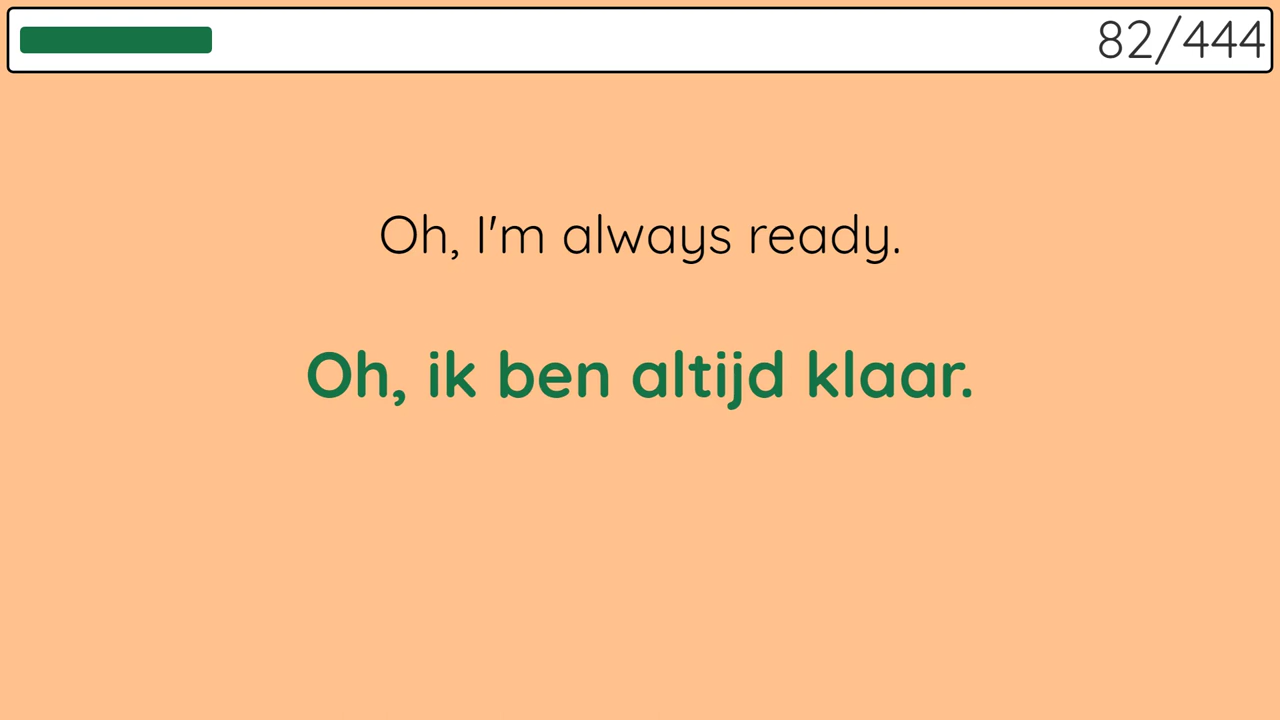 82/444
Oh, I'm always ready.
Oh, ik ben altijd klaar.